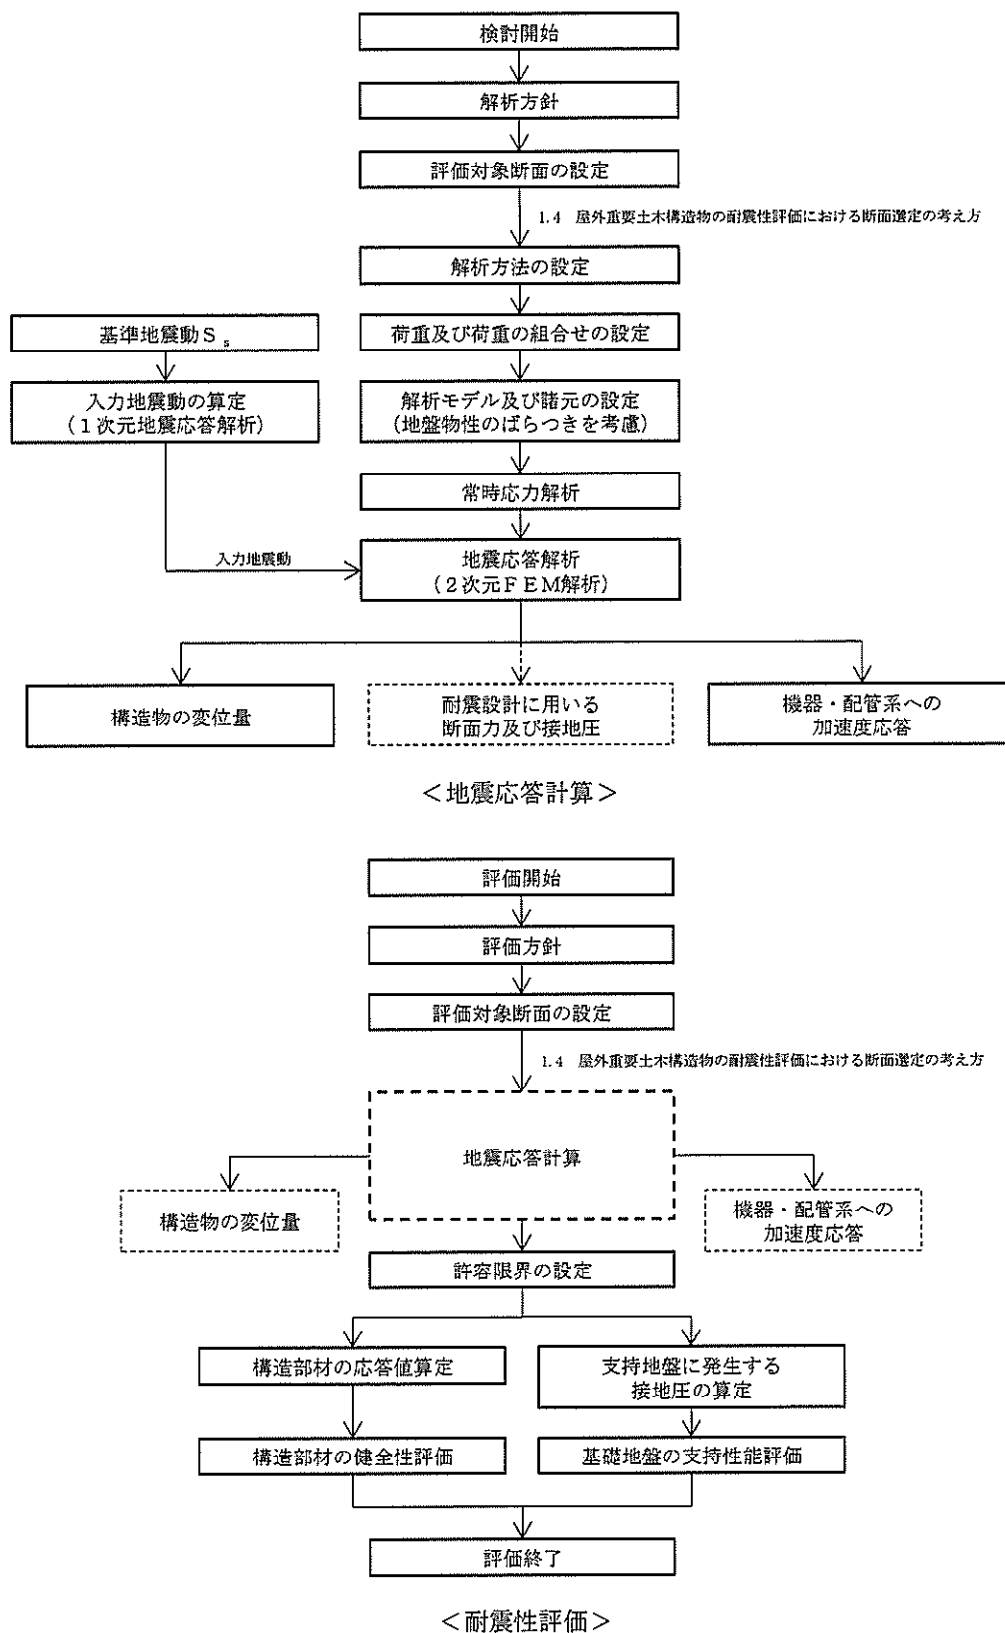 検討開始
解析方針
評価対象断面の設定
1.4 屋外重要土木構造物の耐震性評価における断面選定の考え方
解析方法の設定
荷重及び荷重の組合せの設定
基準地震動Ｓs
入力地震動の算定
（１次元地震応答解析）
解析モデル及び諸元の設定
（地盤物性のばらつきを考慮）
常時応力解析
入力地震動
地震応答解析
（２次元ＦＥＭ解析）
構造物の変位量
耐震設計に用いる
断面力及び接地圧
機器・配管系への
加速度応答
＜地震応答計算＞
評価開始
評価方針
評価対象断面の設定
1.4 屋外重要土木構造物の耐震性評価における断面選定の考え方
地震応答計算
構造物の変位量
機器・配管系への
加速度応答
許容限界の設定
構造部材の応答値算定
支持地盤に発生する
接地圧の算定
構造部材の健全性評価
基礎地盤の支持性能評価
評価終了
＜耐震性評価＞